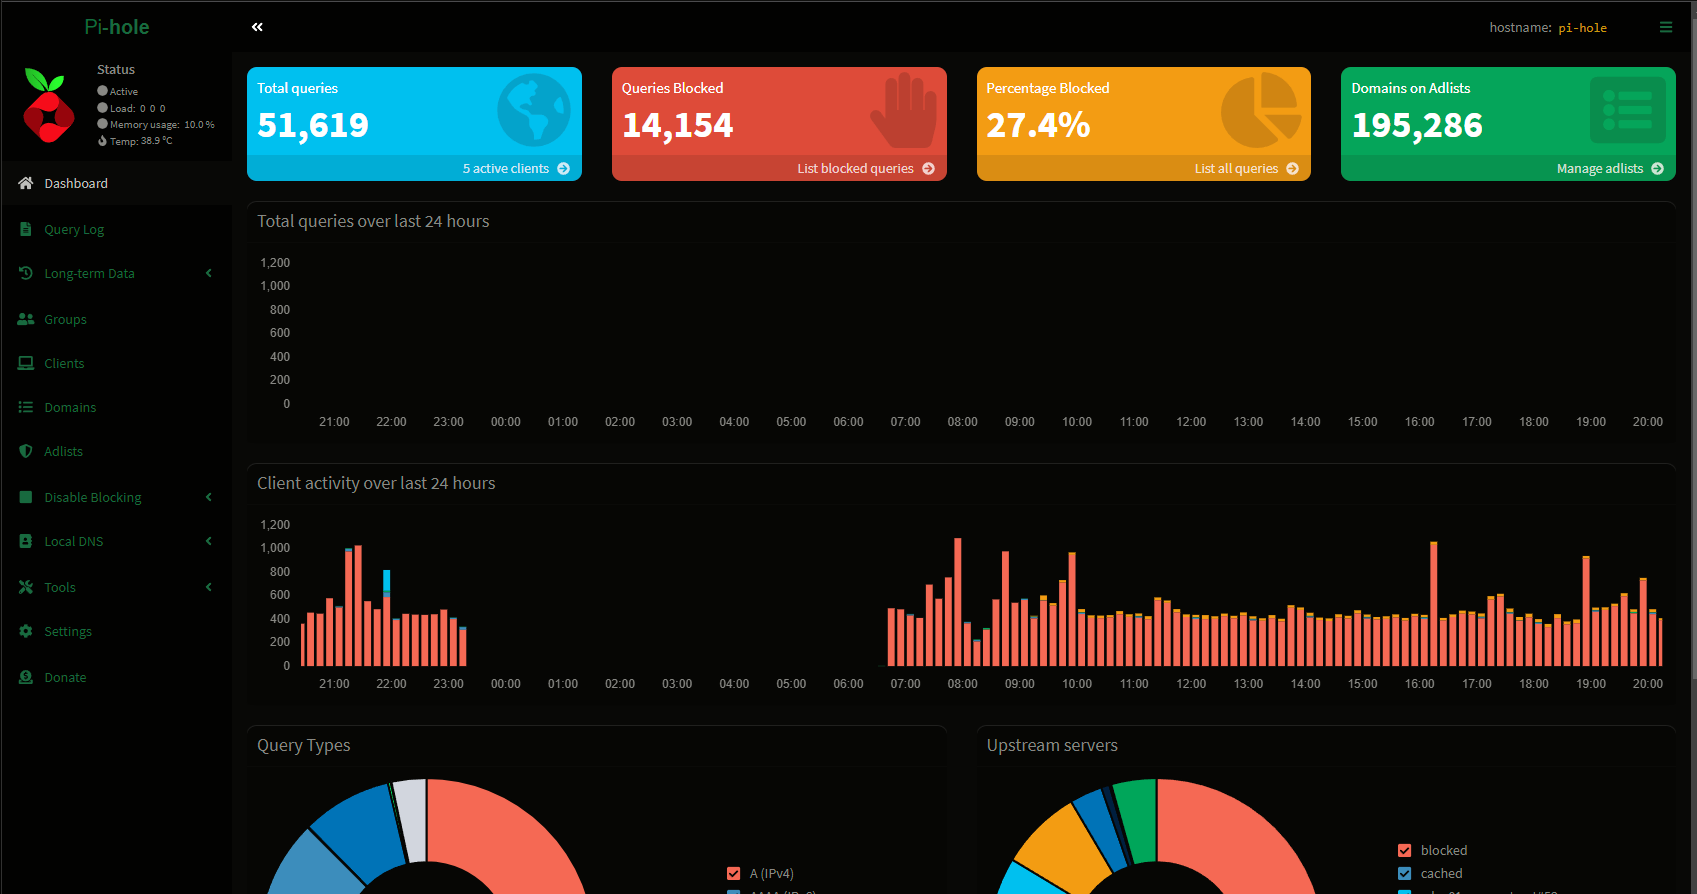 Pi-hole
hostname: pi-hole
Status
Active
Load: 0 0 0
Memory usage: 10.0 %
Temp: 38.9 °C
Dashboard
Query Log
Long-term Data
Groups
Clients
Domains
Adlists
Disable Blocking
Local DNS
Tools
Settings
Donate
Total queries
51,619
5 active clients
Queries Blocked
14,154
List blocked queries
Percentage Blocked
27.4%
List all queries
Domains on Adlists
195,286
Manage adlists
Total queries over last 24 hours
1,200
1,000
800
600
400
200
0
21:00 22:00 23:00 00:00 01:00 02:00 03:00 04:00 05:00 06:00 07:00 08:00 09:00 10:00 11:00 12:00 13:00 14:00 15:00 16:00 17:00 18:00 19:00 20:00
Client activity over last 24 hours
1,200
1,000
800
600
400
200
0
21:00 22:00 23:00 00:00 01:00 02:00 03:00 04:00 05:00 06:00 07:00 08:00 09:00 10:00 11:00 12:00 13:00 14:00 15:00 16:00 17:00 18:00 19:00 20:00
Query Types
A (IPv4)
Upstream servers
blocked
cached